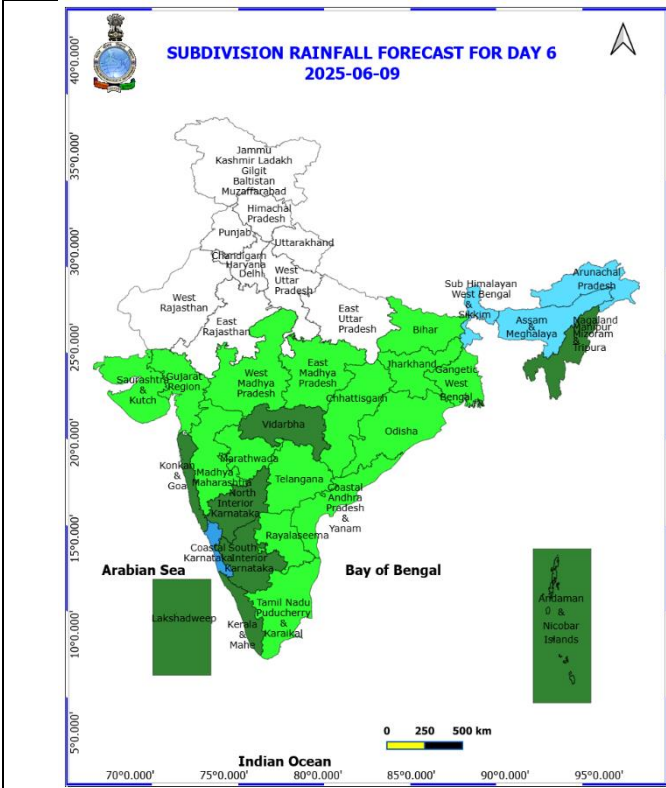 SUBDIVISION RAINFALL FORECAST FOR DAY 6
2025-06-09
40°0.000'
35°0.000'
30°0.000'
25°0.000'
20°0.000'
15°0.000'
10°0.000'
5°0.000'
Jammu
Kashmir Ladakh
Gilgit
Baltistan
Muzaffarabad
Himachal
Pradesh
Punjab
Uttarakhand
Chandigarh
Haryana
Delhi
West
Uttar
Pradesh
West
Rajasthan
East
Rajasthan
East
Uttar
Pradesh
Sub Himalayan
West Bengal
&
Sikkim
Arunachal
Pradesh
Assam
&
Meghalaya
Nagaland
Manipur
Mizoram
&
Tripura
Bihar
Jharkhand
Gangetic
West
Bengal
Saurashtra
&
Kutch
Gujarat
Region
West
Madhya
Pradesh
East
Madhya
Pradesh
Chhattisgarh
Odisha
Vidarbha
Konkan
&
Goa
Marathwada
Madhya
Maharashtra
North
Interior
Karnataka
Telangana
Coastal
Andhra
Pradesh
&
Yanam
Rayalaseema
Coastal
Karnataka
South
Interior
Karnataka
Arabian Sea
Bay of Bengal
Lakshadweep
Kerala
&
Mahe
Tamil Nadu
Puducherry
&
Karaikal
Andaman
&
Nicobar
Islands
0 250 500 km
Indian Ocean
70°0.000' 75°0.000' 80°0.000' 85°0.000' 90°0.000' 95°0.000'